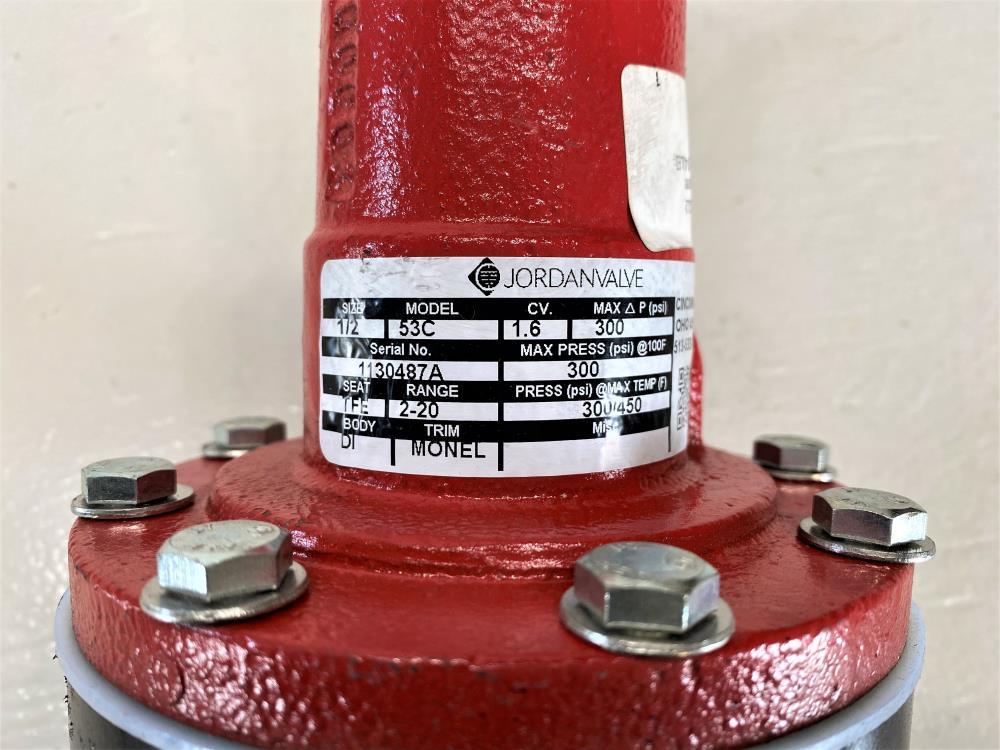 JORDANVALVE
SIZE MODEL CV. MAX △ P (psi)
1/2 53C 1.6 300
Serial No. MAX PRESS (psi) @100F
1130487A 300
SEAT RANGE PRESS (psi) @MAX TEMP (F)
TFE 2-20 300/450
BODY TRIM Misc
DI MONEL